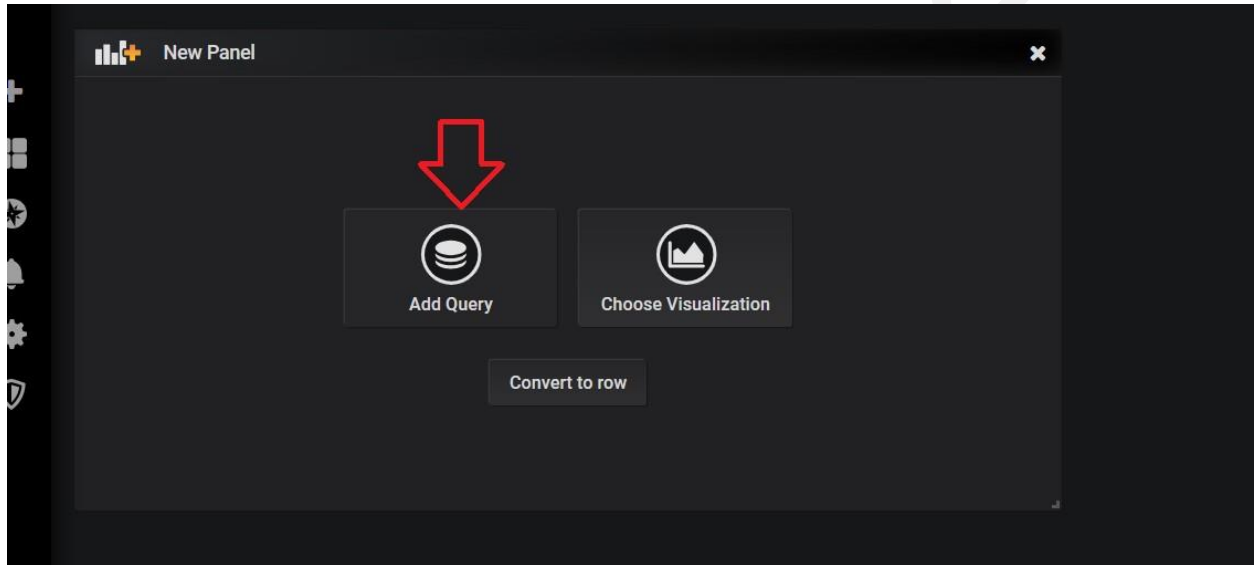 New Panel
Add Query
Choose Visualization
Convert to row